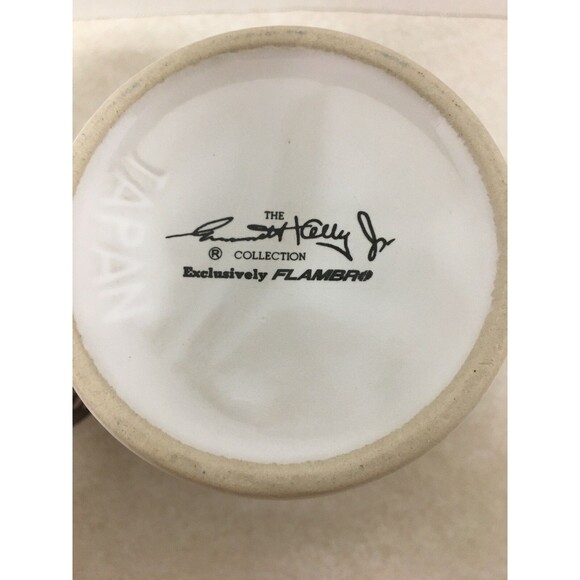 THE
Emmett Kelly Jr
® COLLECTION
Exclusively FLAMBRO
JAPAN